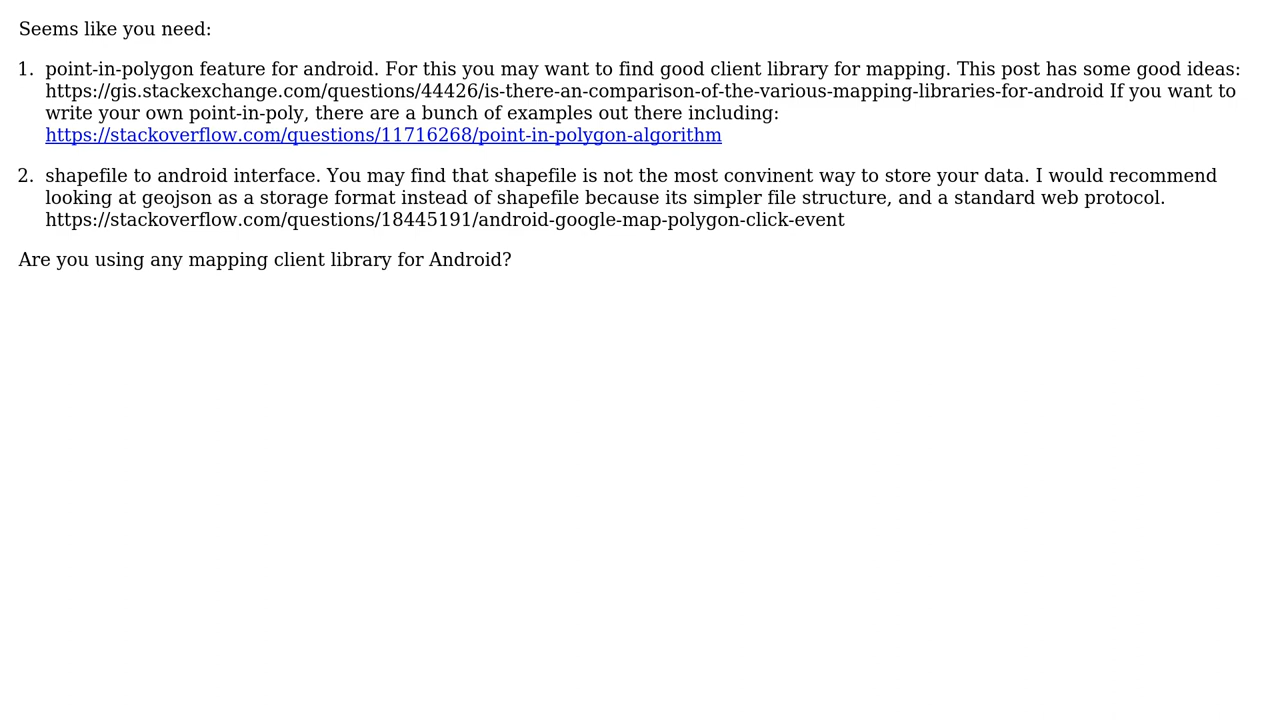 Seems like you need:
1. point-in-polygon feature for android. For this you may want to find good client library for mapping. This post has some good ideas:
https://gis.stackexchange.com/questions/44426/is-there-an-comparison-of-the-various-mapping-libraries-for-android If you want to
write your own point-in-poly, there are a bunch of examples out there including:
https://stackoverflow.com/questions/11716268/point-in-polygon-algorithm
2. shapefile to android interface. You may find that shapefile is not the most convinent way to store your data. I would recommend
looking at geojson as a storage format instead of shapefile because its simpler file structure, and a standard web protocol.
https://stackoverflow.com/questions/18445191/android-google-map-polygon-click-event
Are you using any mapping client library for Android?